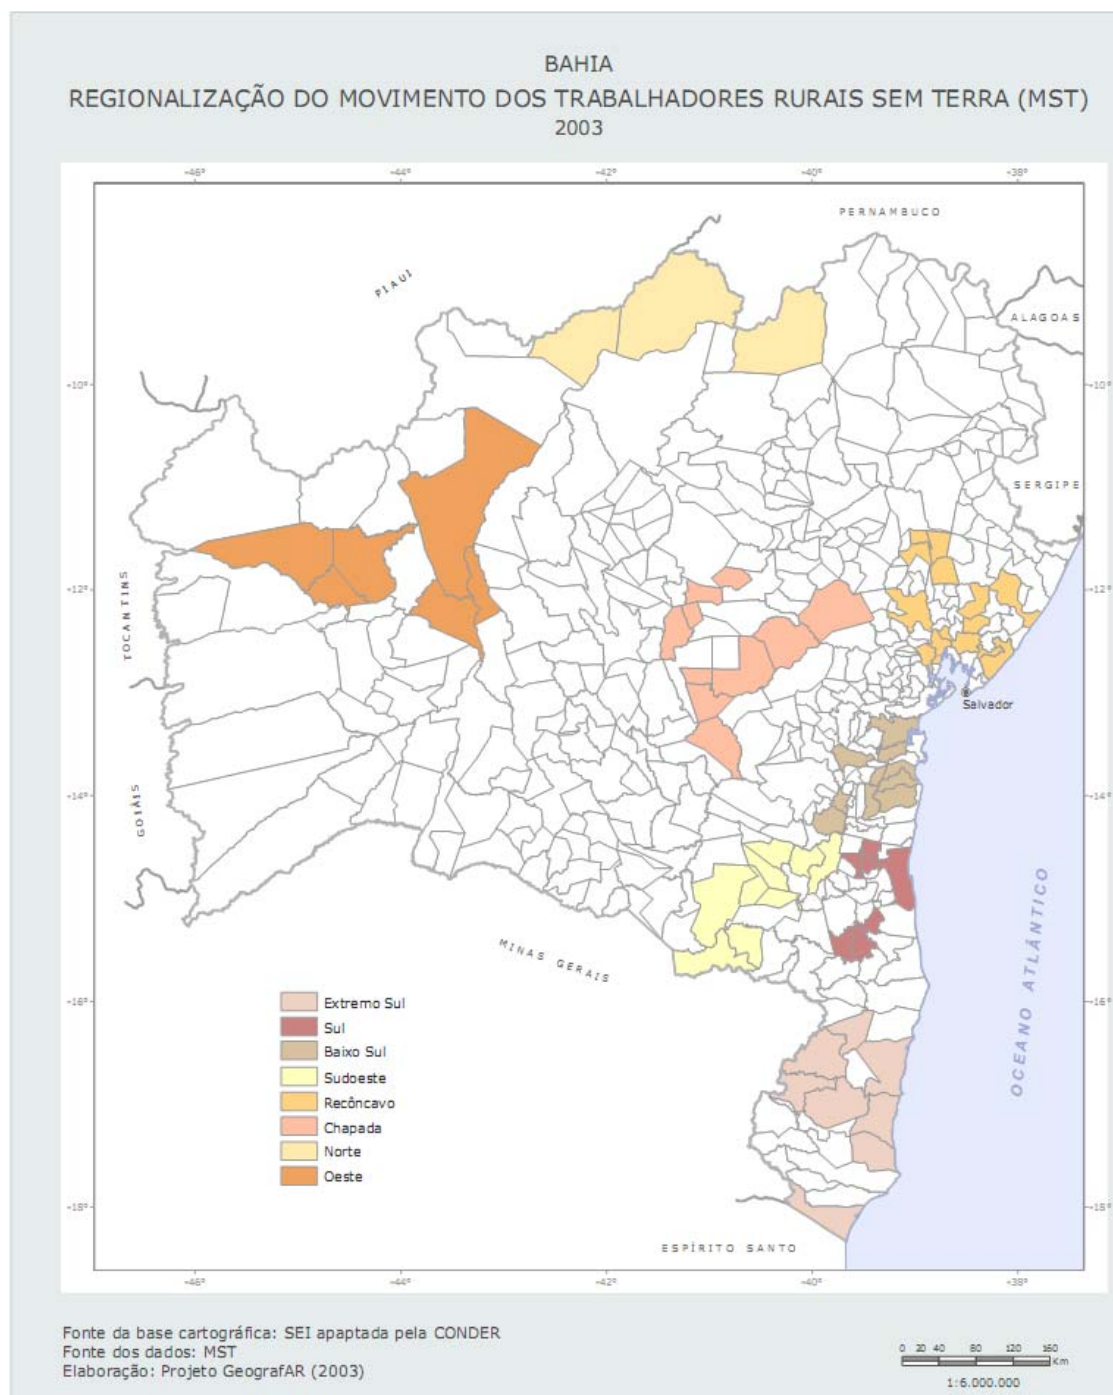 BAHIA
REGIONALIZAÇÃO DO MOVIMENTO DOS TRABALHADORES RURAIS SEM TERRA (MST)
2003
-46° -44° -42° -40° -38°
PERNAMBUCO
PIAUI
ALAGOAS
-10° -10°
SERGIPE
-12° -12°
TOCANTINS
Salvador
GOIÁIS
-14° -14°
OCEANO ATLÂNTICO
MINAS GERAIS
-16° -16°
Extremo Sul
Sul
Baixo Sul
Sudoeste
Recôncavo
Chapada
Norte
Oeste
-18° -18°
ESPÍRITO SANTO
-46° -44° -42° -40° -38°
Fonte da base cartográfica: SEI apaptada pela CONDER
Fonte dos dados: MST
Elaboração: Projeto GeografAR (2003)
0 20 40 80 120 160
Km
1:6.000.000